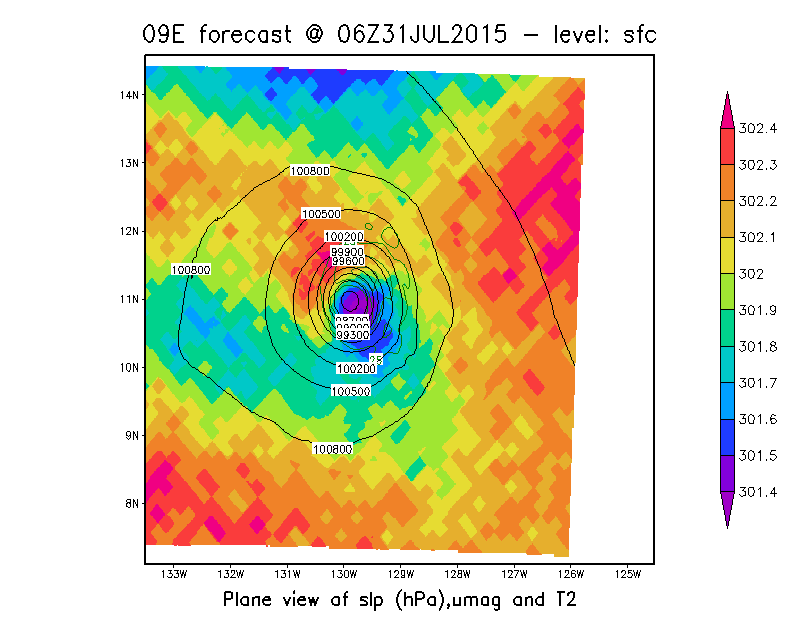 09E forecast @ 06Z31JUL2015 – level: sfc
14N
13N
12N
11N
10N
9N
8N
133W 132W 131W 130W 129W 128W 127W 126W 125W
100800
100500
100200
99900
99600
100800
99300
25
100200
100500
100800
302.4
302.3
302.2
302.1
302
301.9
301.8
301.7
301.6
301.5
301.4
Plane view of slp (hPa),umag and T2